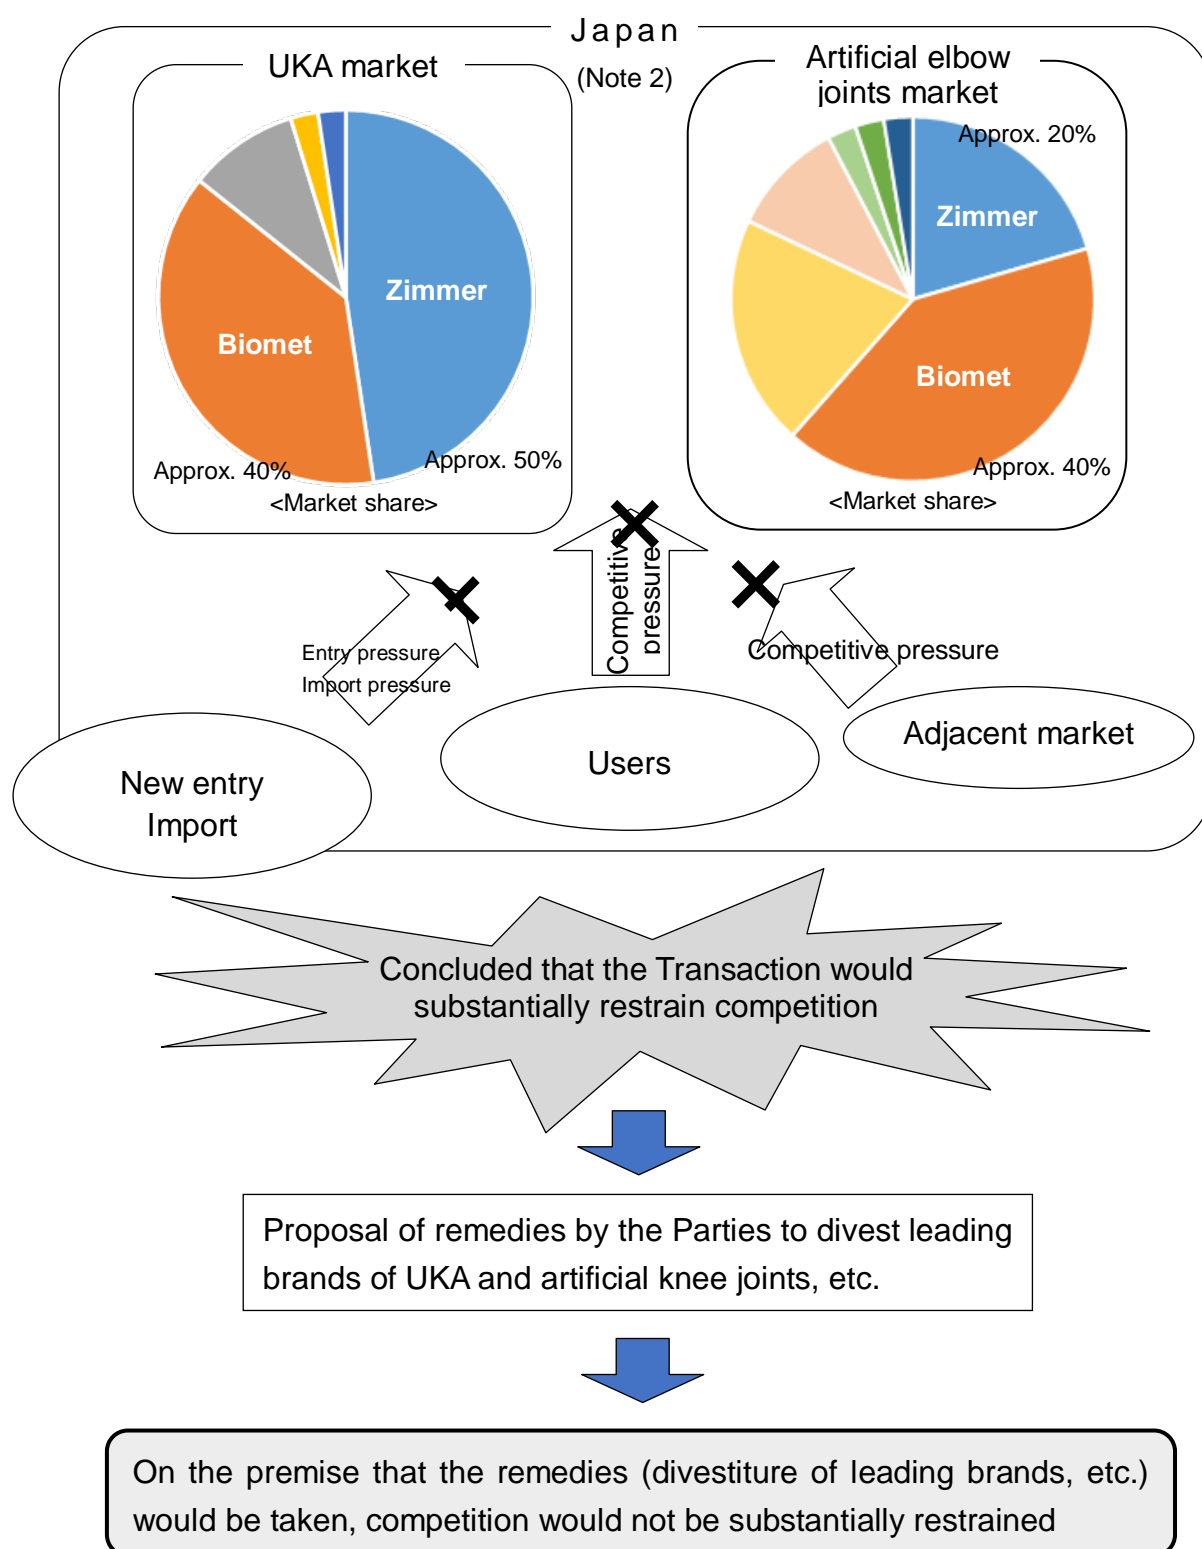 Japan
(Note 2)
UKA market
Zimmer
Biomet
Approx. 40%
Approx. 50%
<Market share>
Artificial elbow
joints market
Approx. 20%
Zimmer
Biomet
Approx. 40%
<Market share>
Entry pressure
Import pressure
Competitive
pressure
Competitive pressure
New entry
Import
Users
Adjacent market
Concluded that the Transaction would
substantially restrain competition
Proposal of remedies by the Parties to divest leading
brands of UKA and artificial knee joints, etc.
On the premise that the remedies (divestiture of leading brands, etc.)
would be taken, competition would not be substantially restrained